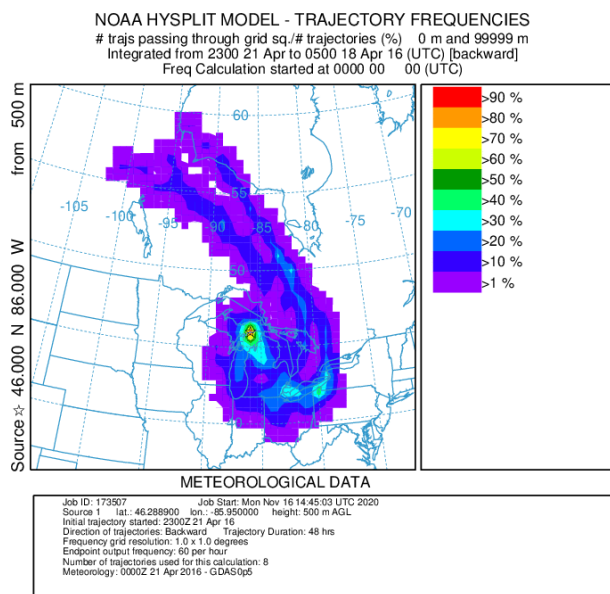 NOAA HYSPLIT MODEL - TRAJECTORY FREQUENCIES
# trajs passing through grid sq./# trajectories (%) 0 m and 99999 m
Integrated from 2300 21 Apr to 0500 18 Apr 16 (UTC) [backward]
Freq Calculation started at 0000 00 00 (UTC)
Source ☆ 46.000 N 86.000 W from 500 m
60
-105
-100
-95
-90
-85
-80
-75
-70
55
50
40
>90 %
>80 %
>70 %
>60 %
>50 %
>40 %
>30 %
>20 %
>10 %
>1 %
METEOROLOGICAL DATA
Job ID: 173507 Job Start: Mon Nov 16 14:45:03 UTC 2020
Source 1 lat.: 46.288900 lon.: -85.950000 height: 500 m AGL
Initial trajectory started: 2300Z 21 Apr 16
Direction of trajectories: Backward Trajectory Duration: 48 hrs
Frequency grid resolution: 1.0 x 1.0 degrees
Endpoint output frequency: 60 per hour
Number of trajectories used for this calculation: 8
Meteorology: 0000Z 21 Apr 2016 - GDAS0p5